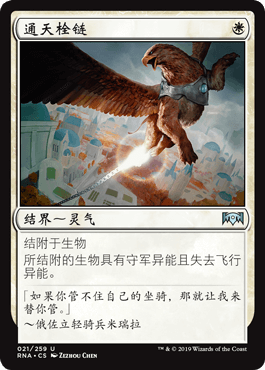 通天栓链
结界～灵气
结附于生物
所结附的生物具有守军异能且失去飞行
异能。
「如果你管不住自己的坐骑，那就让我来
替你管。」
～俄佐立轻骑兵米瑞拉
021/259 U
RNA • CS ZEZHOU CHEN
™ & © 2019 Wizards of the Coast